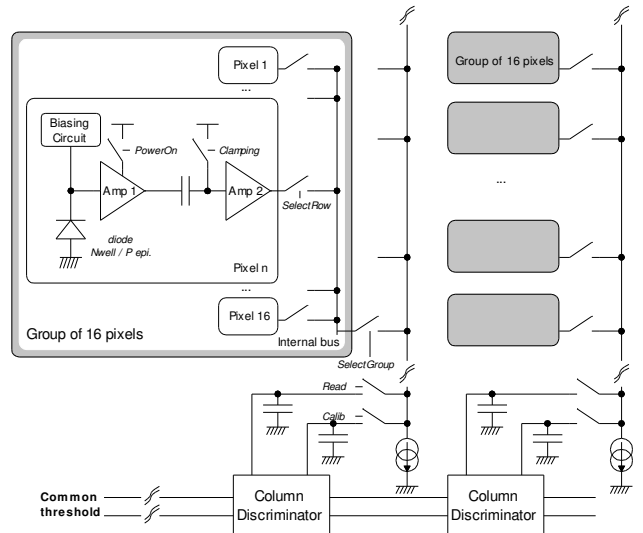 Pixel 1
...
Group of 16 pixels
Biasing
Circuit
PowerOn
Clamping
Amp 1
Amp 2
SelectRow
...
diode
Nwell / P epi.
Pixel n
...
Pixel 16
Group of 16 pixels
Internal bus
SelectGroup
Read
Calib
Common
threshold
Column
Discriminator
Column
Discriminator